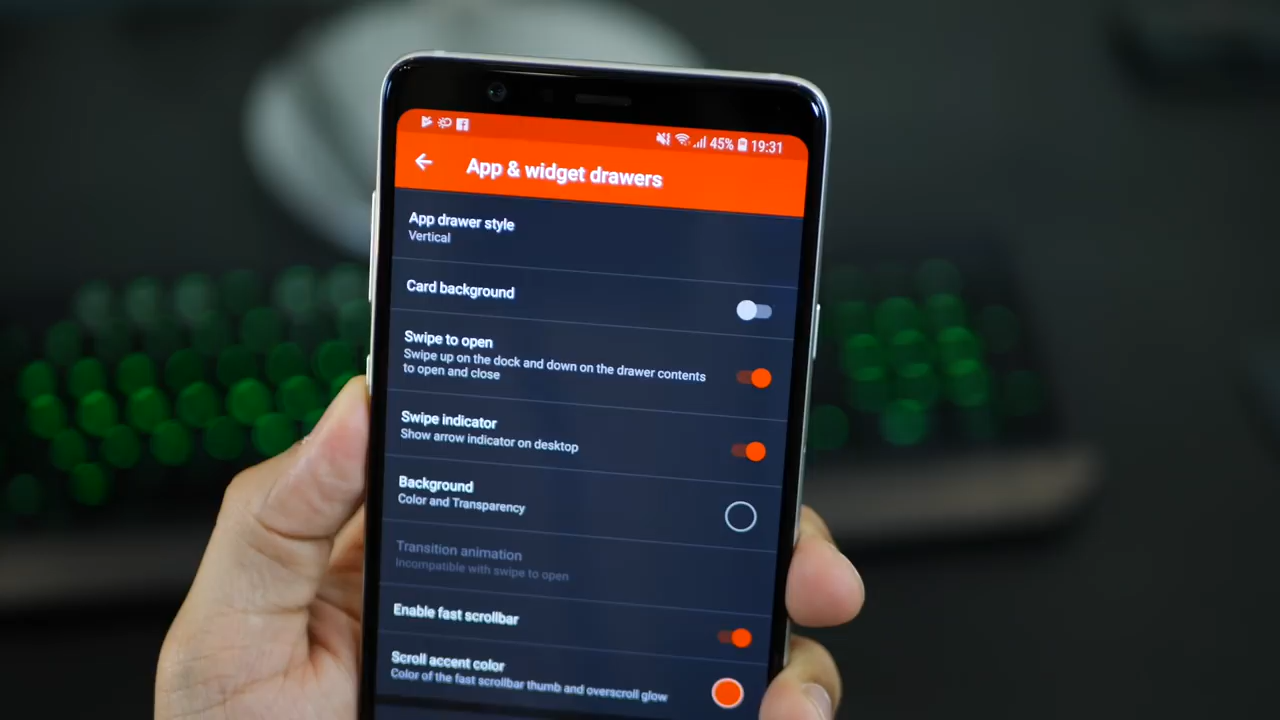 45% 19:31
App & widget drawers
App drawer style
Vertical
Card background
Swipe to open
Swipe up on the dock and down on the drawer contents
to open and close
Swipe indicator
Show arrow indicator on desktop
Background
Color and Transparency
Transition animation
Incompatible with swipe to open
Enable fast scrollbar
Scroll accent color
Color of the fast scrollbar thumb and overscroll glow